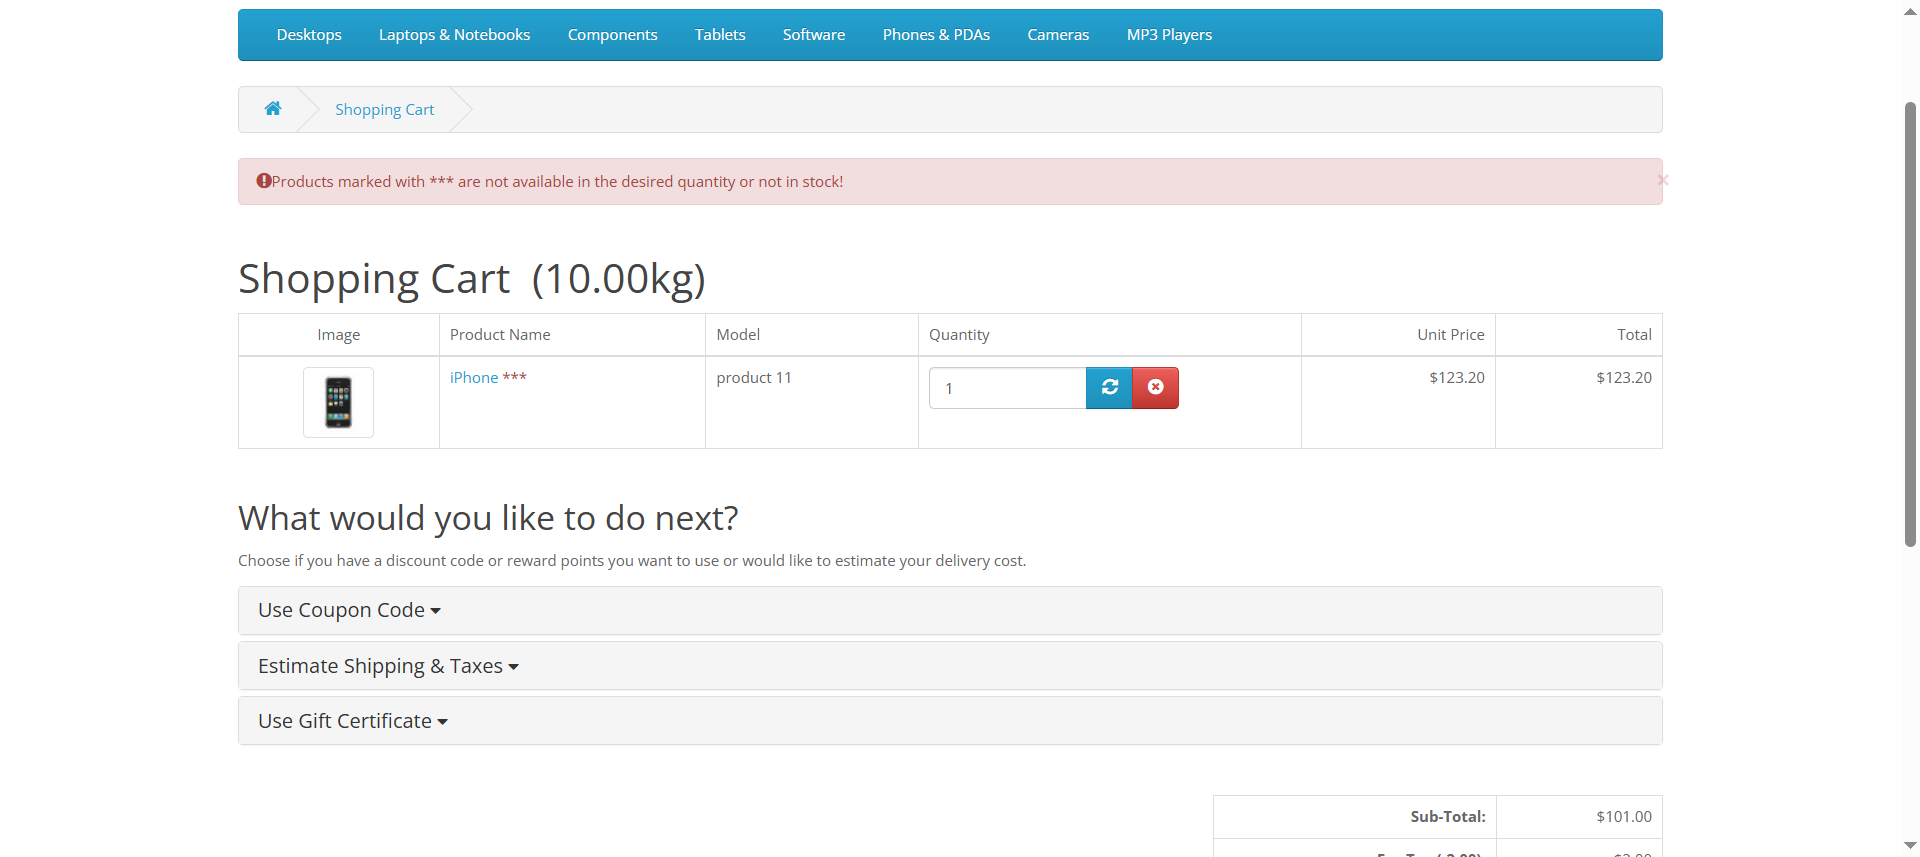 Desktops Laptops & Notebooks Components Tablets Software Phones & PDAs Cameras MP3 Players
Shopping Cart
Products marked with *** are not available in the desired quantity or not in stock!
×
Shopping Cart (10.00kg)
Image Product Name Model Quantity Unit Price Total
iPhone *** product 11 1 $123.20 $123.20
What would you like to do next?
Choose if you have a discount code or reward points you want to use or would like to estimate your delivery cost.
Use Coupon Code
Estimate Shipping & Taxes
Use Gift Certificate
Sub-Total: $101.00